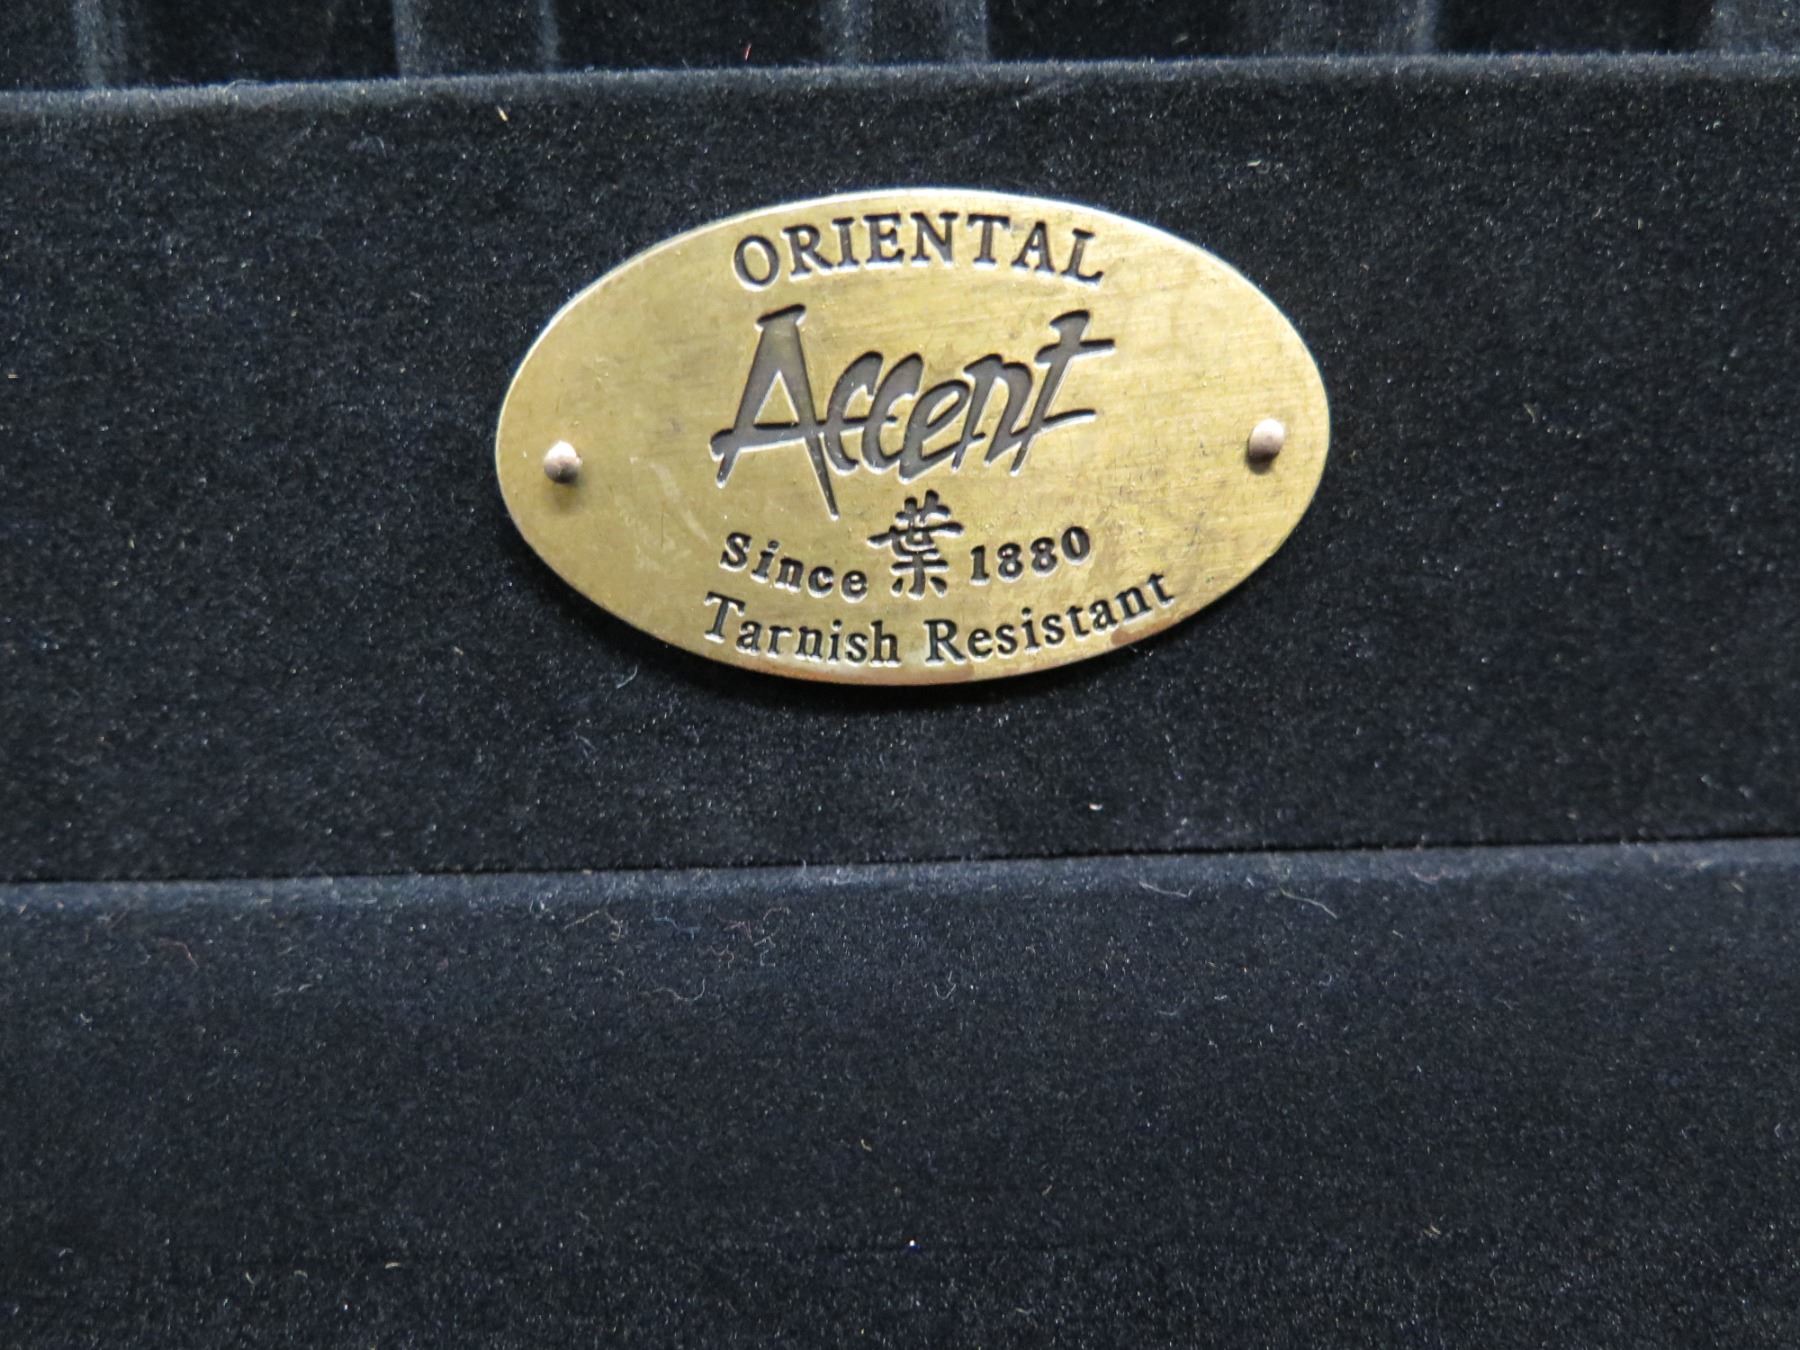 ORIENTAL
Accent
Since 葉 1880
Tarnish Resistant